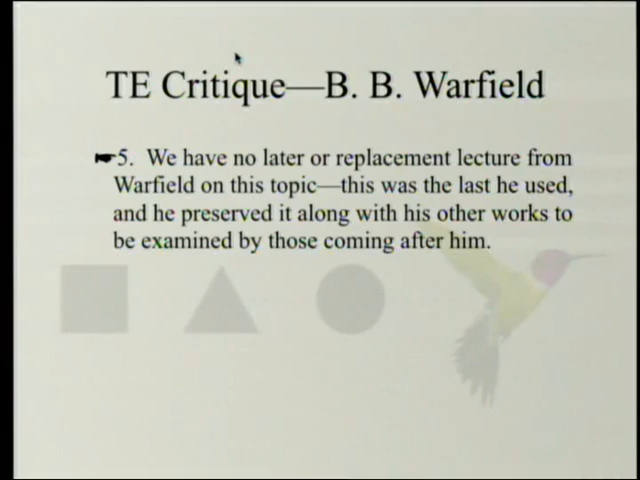 TE Critique—B. B. Warfield
5. We have no later or replacement lecture from
Warfield on this topic—this was the last he used,
and he preserved it along with his other works to
be examined by those coming after him.